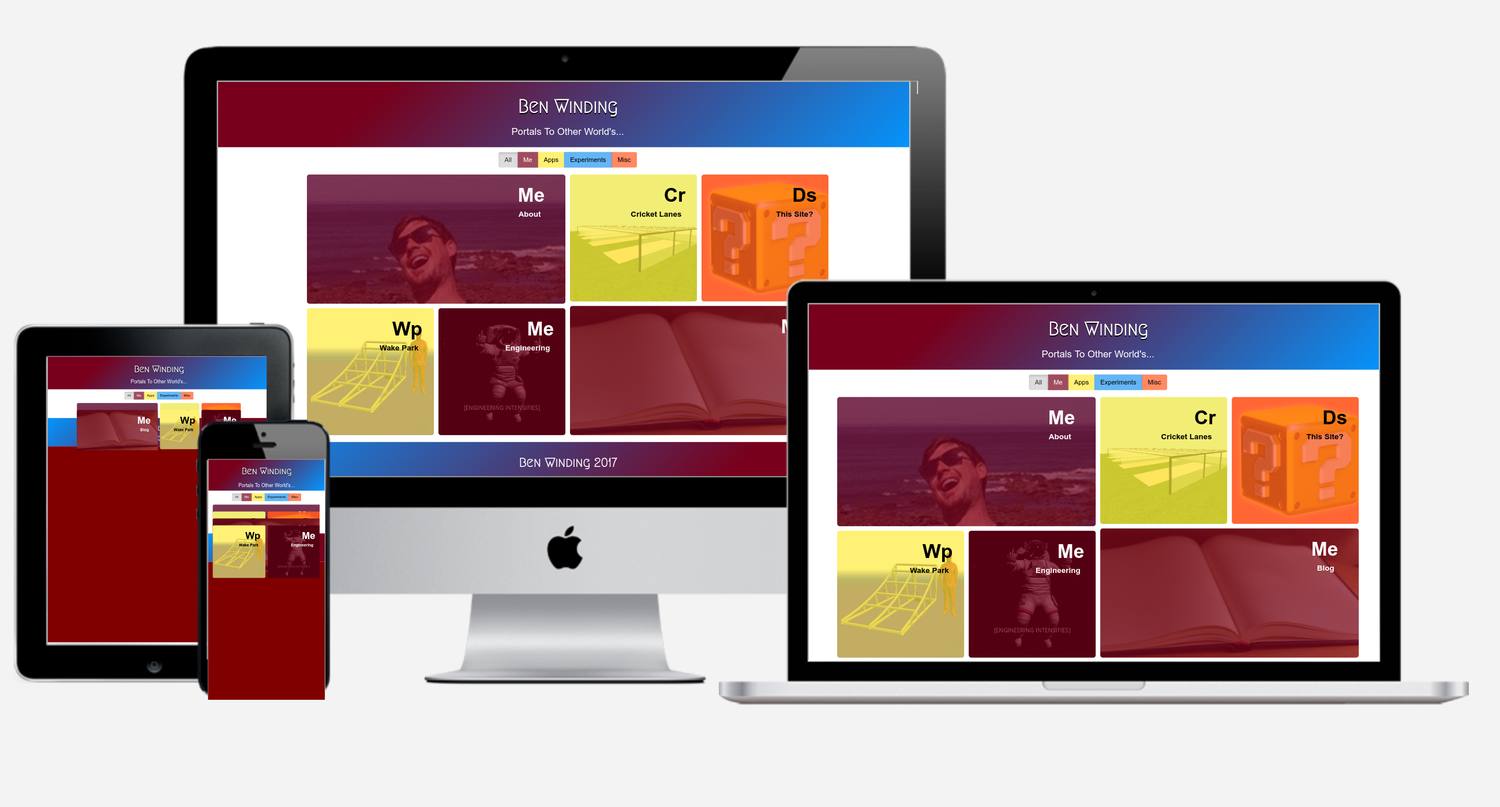 Ben Winding
Portals To Other World's...
All Me Apps Experiments Misc
Me
About
Cr
Cricket Lanes
Ds
This Site?
Wp
Wake Park
Me
Engineering
[ENGINEERING INTENSITIES]
Ben Winding 2017
Ben Winding
Portals To Other World's...
All Me Apps Experiments Misc
Me
Blog
Wp
Wake Park
Me
Ben Winding
Portals To Other World's...
All Me Apps Experiments Misc
Wp
Wake Park
Me
Engineering
Ben Winding
Portals To Other World's...
All Me Apps Experiments Misc
Me
About
Cr
Cricket Lanes
Ds
This Site?
Wp
Wake Park
Me
Engineering
[ENGINEERING INTENSITIES]
Me
Blog